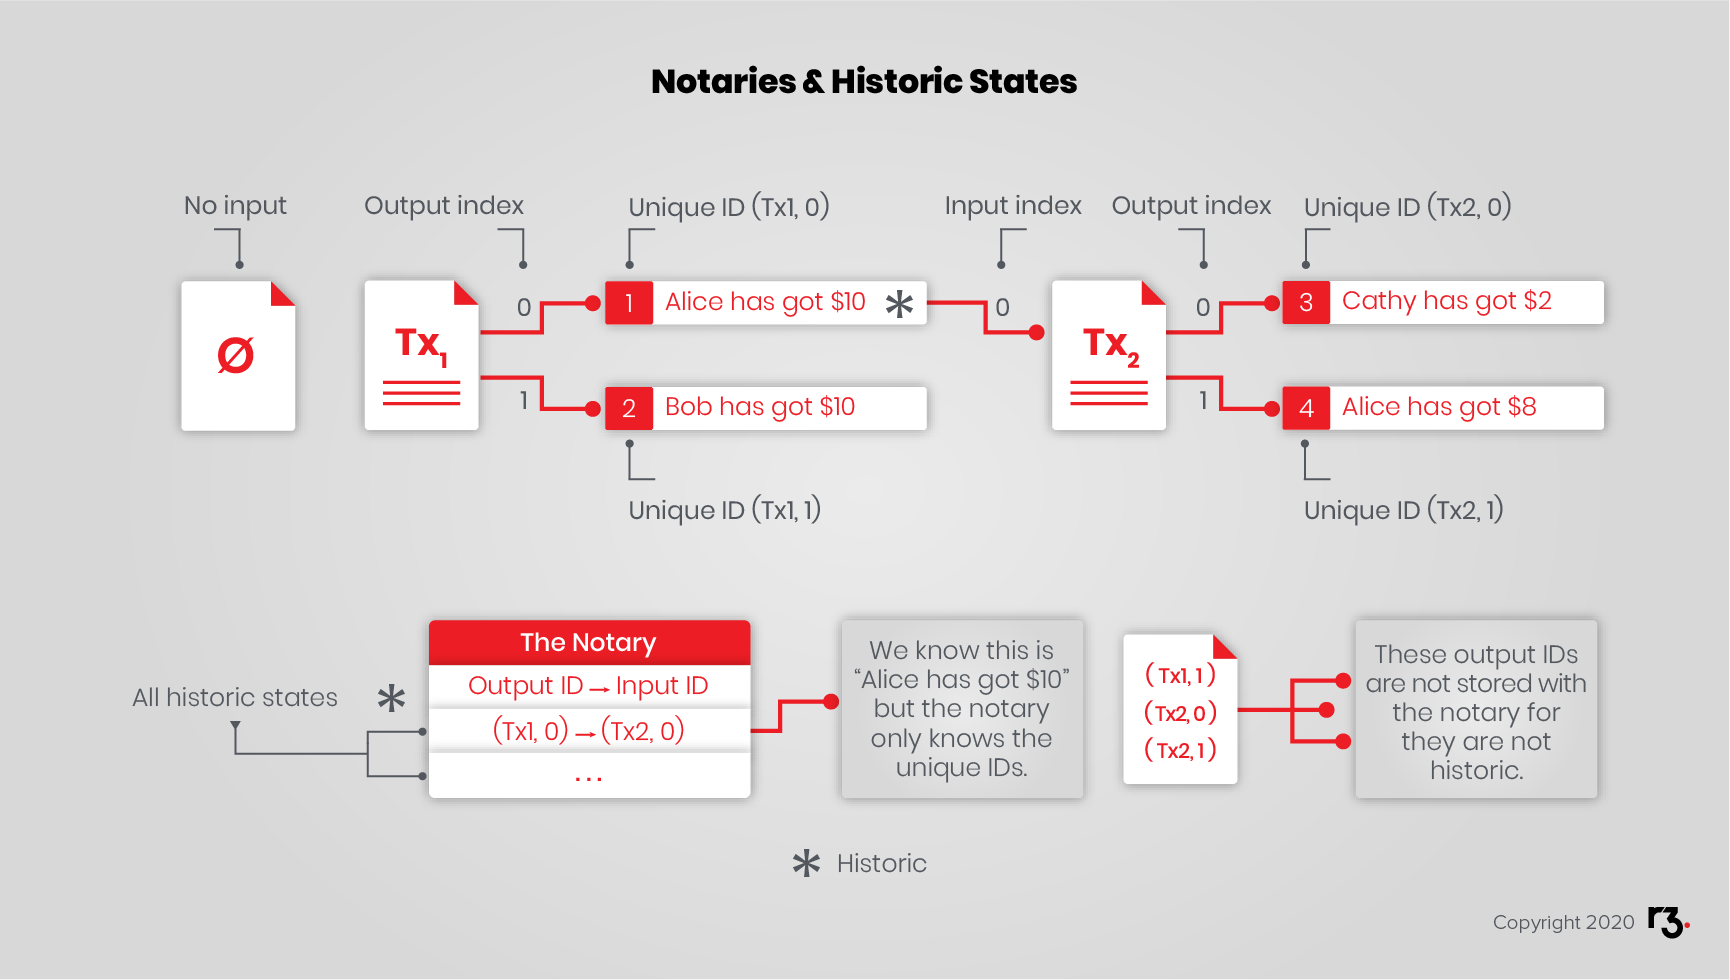 Notaries & Historic States
No input
Output index
Unique ID (Tx1, 0)
Input index
Output index
Unique ID (Tx2, 0)
Ø
Tx1
0
1 Alice has got $10 *
0
Tx2
0
3 Cathy has got $2
1
2 Bob has got $10
1
4 Alice has got $8
Unique ID (Tx1, 1)
Unique ID (Tx2, 1)
All historic states
*
The Notary
Output ID → Input ID
(Tx1, 0) → (Tx2, 0)
...
We know this is
“Alice has got $10”
but the notary
only knows the
unique IDs.
(Tx1, 1)
(Tx2, 0)
(Tx2, 1)
These output IDs
are not stored with
the notary for
they are not
historic.
* Historic
Copyright 2020 r3.